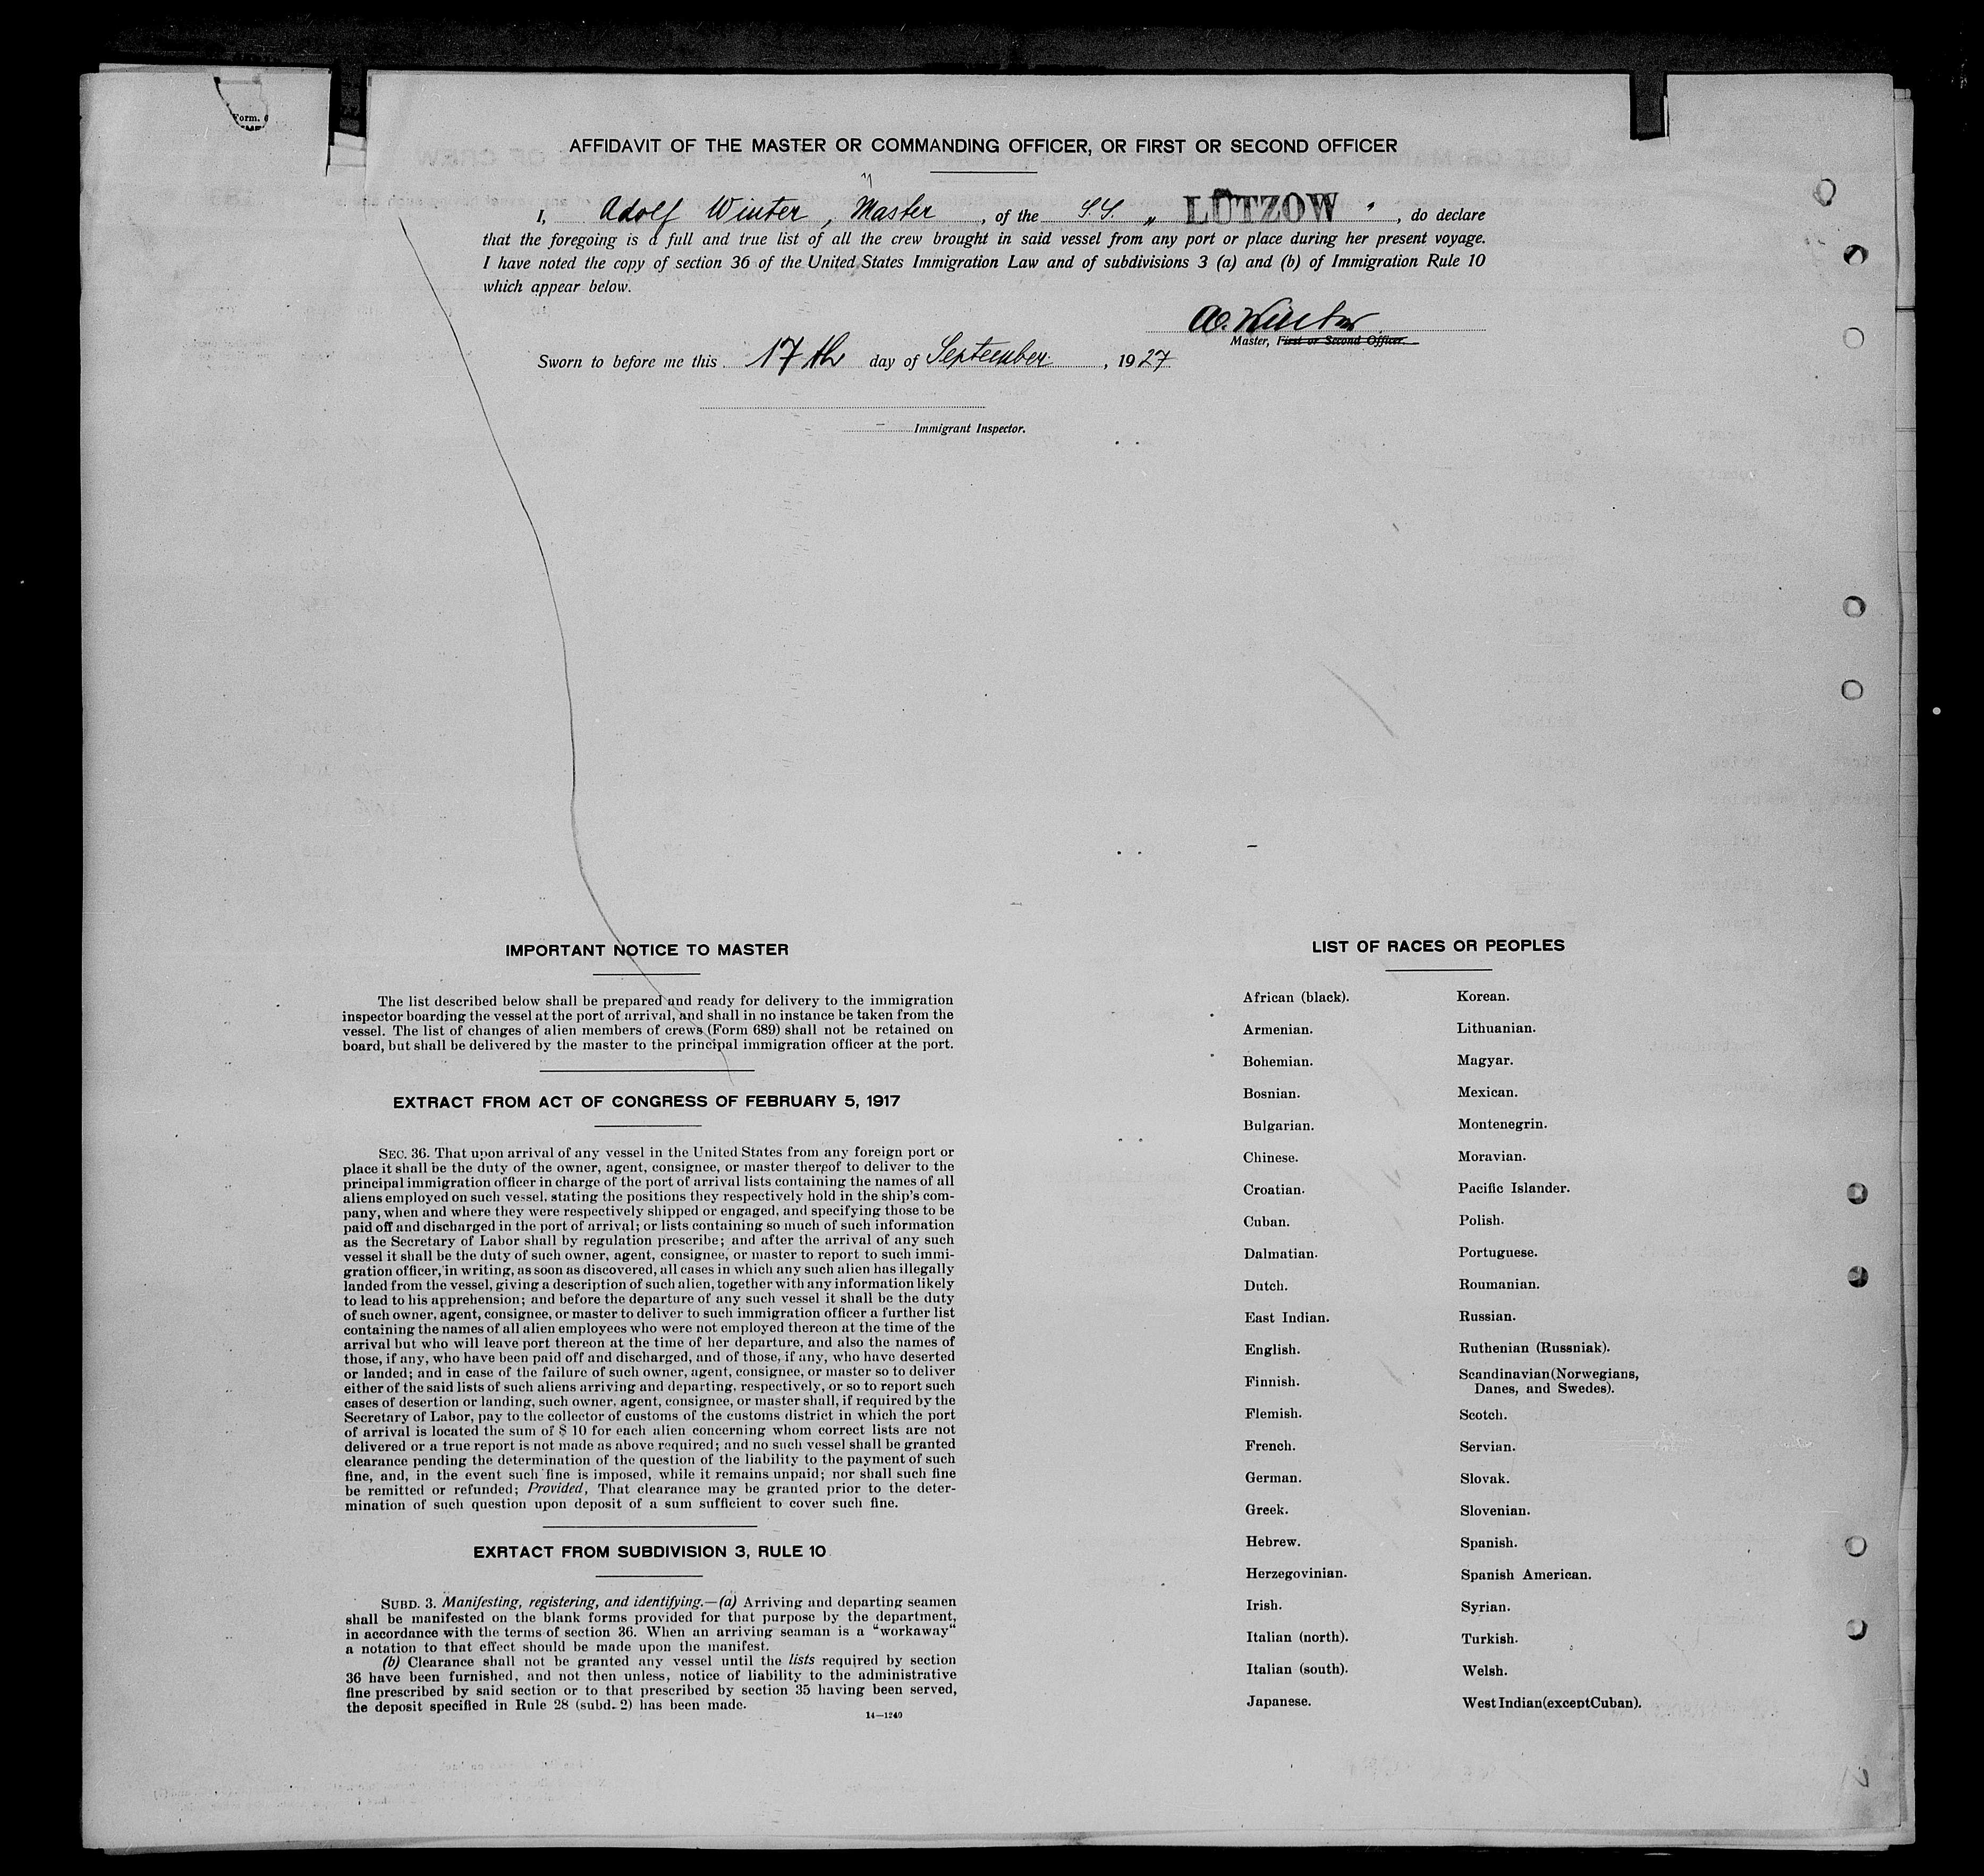 Form. 6
AFFIDAVIT OF THE MASTER OR COMMANDING OFFICER, OR FIRST OR SECOND OFFICER
I, Adolf Winter, Master, of the S.S. „ LÜTZOW “, do declare
that the foregoing is a full and true list of all the crew brought in said vessel from any port or place during her present voyage.
I have noted the copy of section 36 of the United States Immigration Law and of subdivisions 3 (a) and (b) of Immigration Rule 10
which appear below.
A. Winter
Master, First or Second Officer.
Sworn to before me this 17th day of September, 1927
Immigrant Inspector.
IMPORTANT NOTICE TO MASTER
The list described below shall be prepared and ready for delivery to the immigration
inspector boarding the vessel at the port of arrival, and shall in no instance be taken from the
vessel. The list of changes of alien members of crews (Form 689) shall not be retained on
board, but shall be delivered by the master to the principal immigration officer at the port.
EXTRACT FROM ACT OF CONGRESS OF FEBRUARY 5, 1917
SEC. 36. That upon arrival of any vessel in the United States from any foreign port or
place it shall be the duty of the owner, agent, consignee, or master thereof to deliver to the
principal immigration officer in charge of the port of arrival lists containing the names of all
aliens employed on such vessel, stating the positions they respectively hold in the ship's com-
pany, when and where they were respectively shipped or engaged, and specifying those to be
paid off and discharged in the port of arrival; or lists containing so much of such information
as the Secretary of Labor shall by regulation prescribe; and after the arrival of any such
vessel it shall be the duty of such owner, agent, consignee, or master to report to such immi-
gration officer, in writing, as soon as discovered, all cases in which any such alien has illegally
landed from the vessel, giving a description of such alien, together with any information likely
to lead to his apprehension; and before the departure of any such vessel it shall be the duty
of such owner, agent, consignee, or master to deliver to such immigration officer a further list
containing the names of all alien employees who were not employed thereon at the time of the
arrival but who will leave port thereon at the time of her departure, and also the names of
those, if any, who have been paid off and discharged, and of those, if any, who have deserted
or landed; and in case of the failure of such owner, agent, consignee, or master so to deliver
either of the said lists of such aliens arriving and departing, respectively, or so to report such
cases of desertion or landing, such owner, agent, consignee, or master shall, if required by the
Secretary of Labor, pay to the collector of customs of the customs district in which the port
of arrival is located the sum of $ 10 for each alien concerning whom correct lists are not
delivered or a true report is not made as above required; and no such vessel shall be granted
clearance pending the determination of the question of the liability to the payment of such
fine, and, in the event such fine is imposed, while it remains unpaid; nor shall such fine
be remitted or refunded; Provided, That clearance may be granted prior to the deter-
mination of such question upon deposit of a sum sufficient to cover such fine.
EXRTACT FROM SUBDIVISION 3, RULE 10
SUBD. 3. Manifesting, registering, and identifying.—(a) Arriving and departing seamen
shall be manifested on the blank forms provided for that purpose by the department,
in accordance with the terms of section 36. When an arriving seaman is a “workaway“
a notation to that effect should be made upon the manifest.
(b) Clearance shall not be granted any vessel until the lists required by section
36 have been furnished, and not then unless, notice of liability to the administrative
fine prescribed by said section or to that prescribed by section 35 having been served,
the deposit specified in Rule 28 (subd. 2) has been made.
14—1240
LIST OF RACES OR PEOPLES
African (black).
Armenian.
Bohemian.
Bosnian.
Bulgarian.
Chinese.
Croatian.
Cuban.
Dalmatian.
Dutch.
East Indian.
English.
Finnish.
Flemish.
French.
German.
Greek.
Hebrew.
Herzegovinian.
Irish.
Italian (north).
Italian (south).
Japanese.
Korean.
Lithuanian.
Magyar.
Mexican.
Montenegrin.
Moravian.
Pacific Islander.
Polish.
Portuguese.
Roumanian.
Russian.
Ruthenian (Russniak).
Scandinavian (Norwegians,
Danes, and Swedes).
Scotch.
Servian.
Slovak.
Slovenian.
Spanish.
Spanish American.
Syrian.
Turkish.
Welsh.
West Indian (except Cuban).